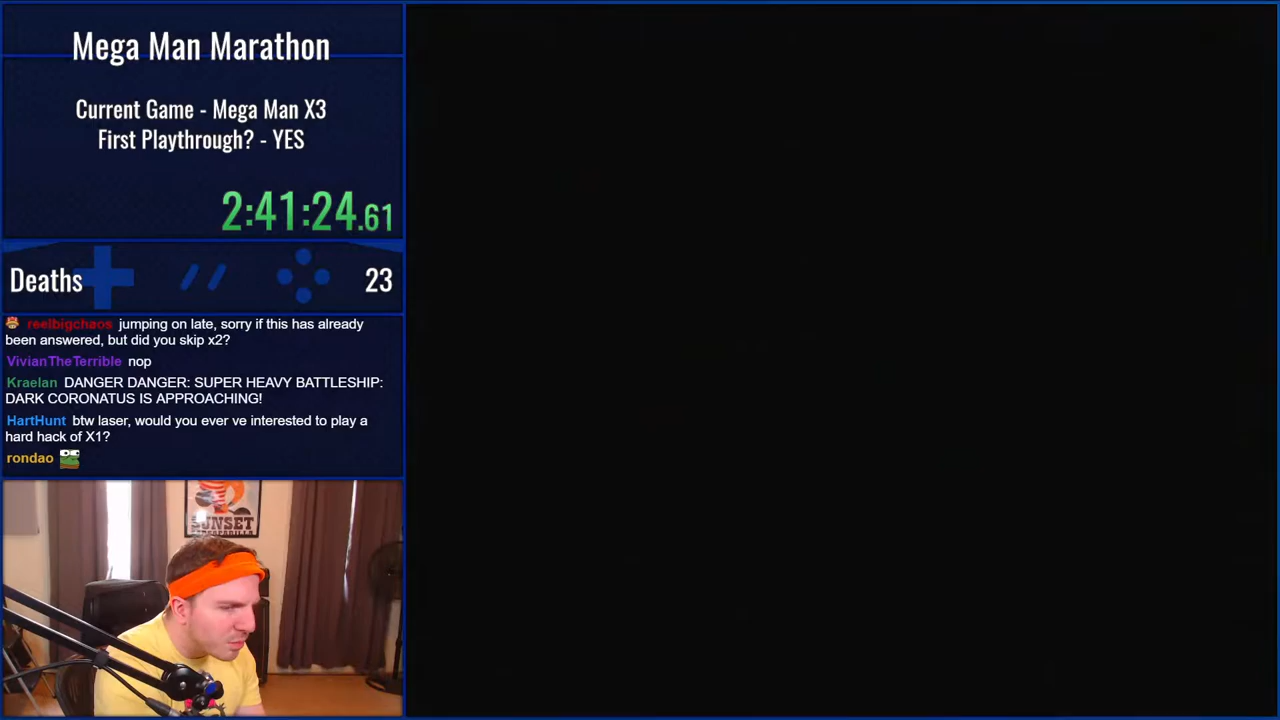 Mega Man Marathon
Current Game - Mega Man X3
First Playthrough? - YES
2:41:24.61
Deaths 23
reelbigchaos jumping on late, sorry if this has already
been answered, but did you skip x2?
VivianTheTerrible nop
Kraelan DANGER DANGER: SUPER HEAVY BATTLESHIP:
DARK CORONATUS IS APPROACHING!
HartHunt btw laser, would you ever ve interested to play a
hard hack of X1?
rondao
SUNSET